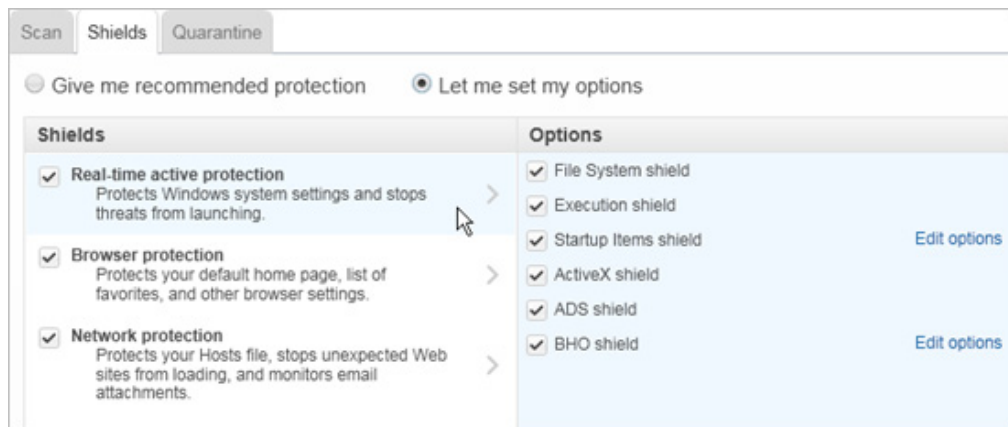 Scan Shields Quarantine
Give me recommended protection Let me set my options
Shields
Real-time active protection
Protects Windows system settings and stops
threats from launching.
Browser protection
Protects your default home page, list of
favorites, and other browser settings.
Network protection
Protects your Hosts file, stops unexpected Web
sites from loading, and monitors email
attachments.
Options
File System shield
Execution shield
Startup Items shield Edit options
ActiveX shield
ADS shield
BHO shield Edit options